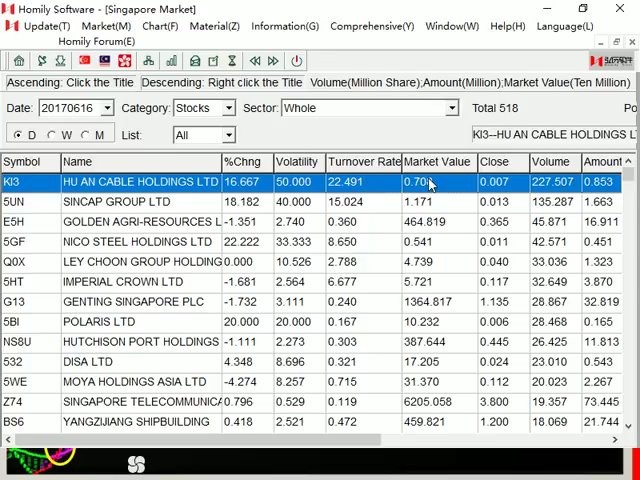 Homily Software - [Singapore Market]
Update(T) Market(M) Chart(F) Material(Z) Information(G) Comprehensive(Y) Window(W) Help(H) Language(L)
Homily Forum(E)
Ascending: Click the Title Descending: Right click the Title Volume(Million Share);Amount(Million);Market Value(Ten Million)
Date: 20170616 Category: Stocks Sector: Whole Total 518 Po
D W M List: All KI3--HU AN CABLE HOLDINGS LT
Symbol Name %Chng Volatility Turnover Rate Market Value Close Volume Amount
KI3 HU AN CABLE HOLDINGS LTD 16.667 50.000 22.491 0.70 0.007 227.507 0.853
5UN SINCAP GROUP LTD 18.182 40.000 15.024 1.171 0.013 135.287 1.663
E5H GOLDEN AGRI-RESOURCES L -1.351 2.740 0.360 464.819 0.365 45.871 16.911
5GF NICO STEEL HOLDINGS LTD 22.222 33.333 8.650 0.541 0.011 42.571 0.451
Q0X LEY CHOON GROUP HOLDING 0.000 10.526 2.788 4.739 0.040 33.036 1.323
5HT IMPERIAL CROWN LTD -1.681 2.564 6.677 5.721 0.117 32.649 3.870
G13 GENTING SINGAPORE PLC -1.732 3.111 0.240 1364.817 1.135 28.867 32.819
5BI POLARIS LTD 20.000 20.000 0.167 10.232 0.006 28.468 0.165
NS8U HUTCHISON PORT HOLDINGS -1.111 2.273 0.303 387.644 0.445 26.425 11.813
532 DISA LTD 4.348 8.696 0.321 17.205 0.024 23.010 0.543
5WE MOYA HOLDINGS ASIA LTD -4.274 8.257 0.715 31.370 0.112 20.023 2.267
Z74 SINGAPORE TELECOMMUNICA 0.796 0.529 0.119 6205.058 3.800 19.357 73.445
BS6 YANGZIJIANG SHIPBUILDING 0.418 2.521 0.472 459.821 1.200 18.069 21.744